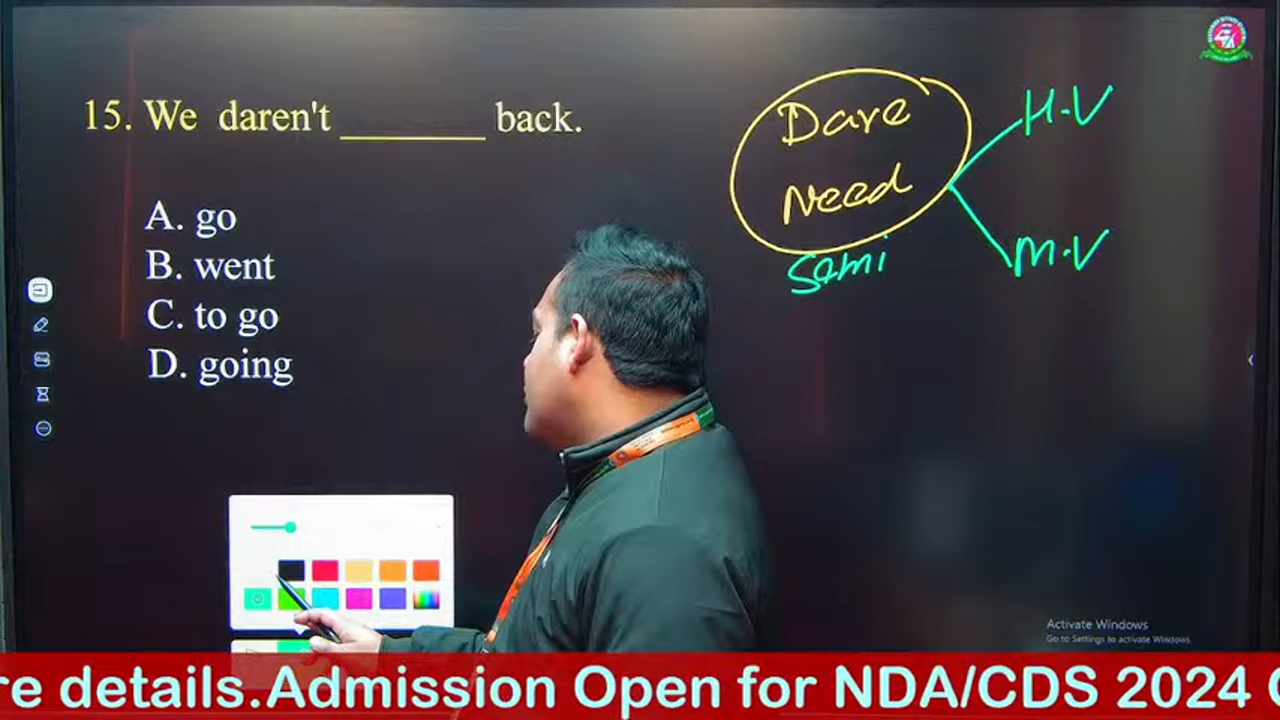 15. We daren't ______ back.
A. go
B. went
C. to go
D. going
Dare
Need
Semi
H.V
M.V
Activate Windows
Go to Settings to activate Windows.
re details.Admission Open for NDA/CDS 2024